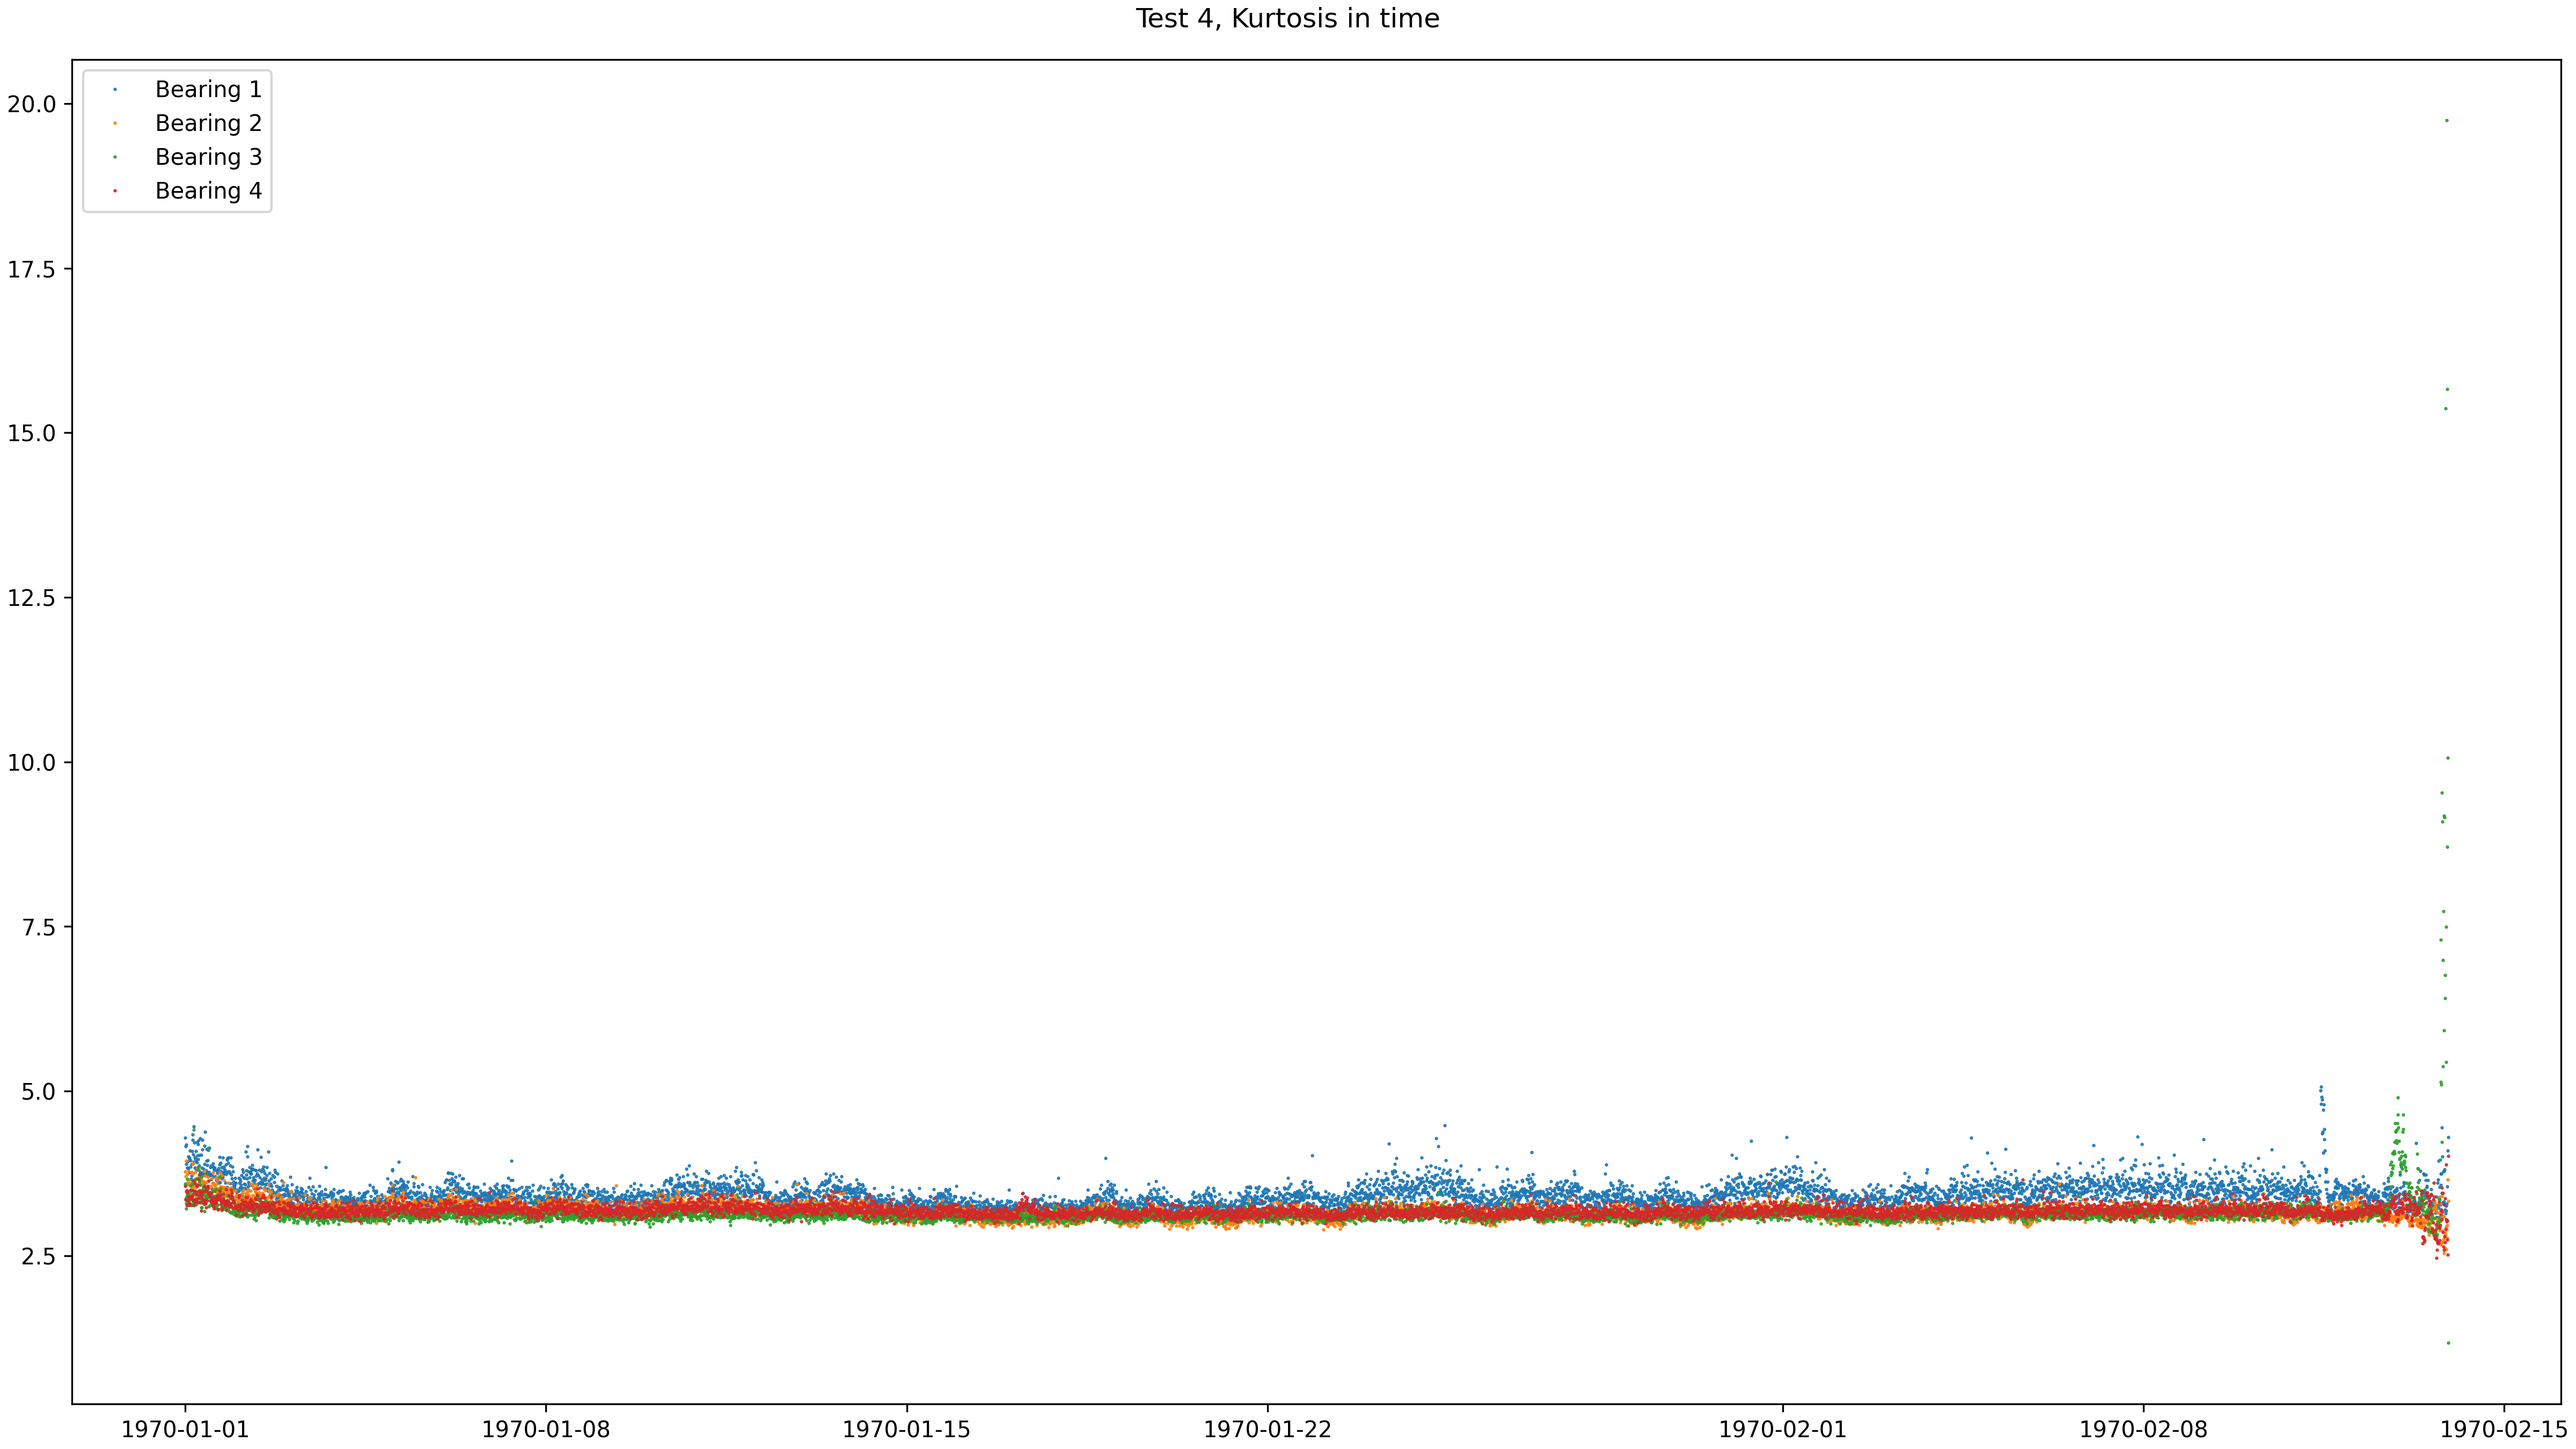 Test 4, Kurtosis in time
Bearing 1
Bearing 2
Bearing 3
Bearing 4
20.0
17.5
15.0
12.5
10.0
7.5
5.0
2.5
1970-01-01 1970-01-08 1970-01-15 1970-01-22 1970-02-01 1970-02-08 1970-02-15